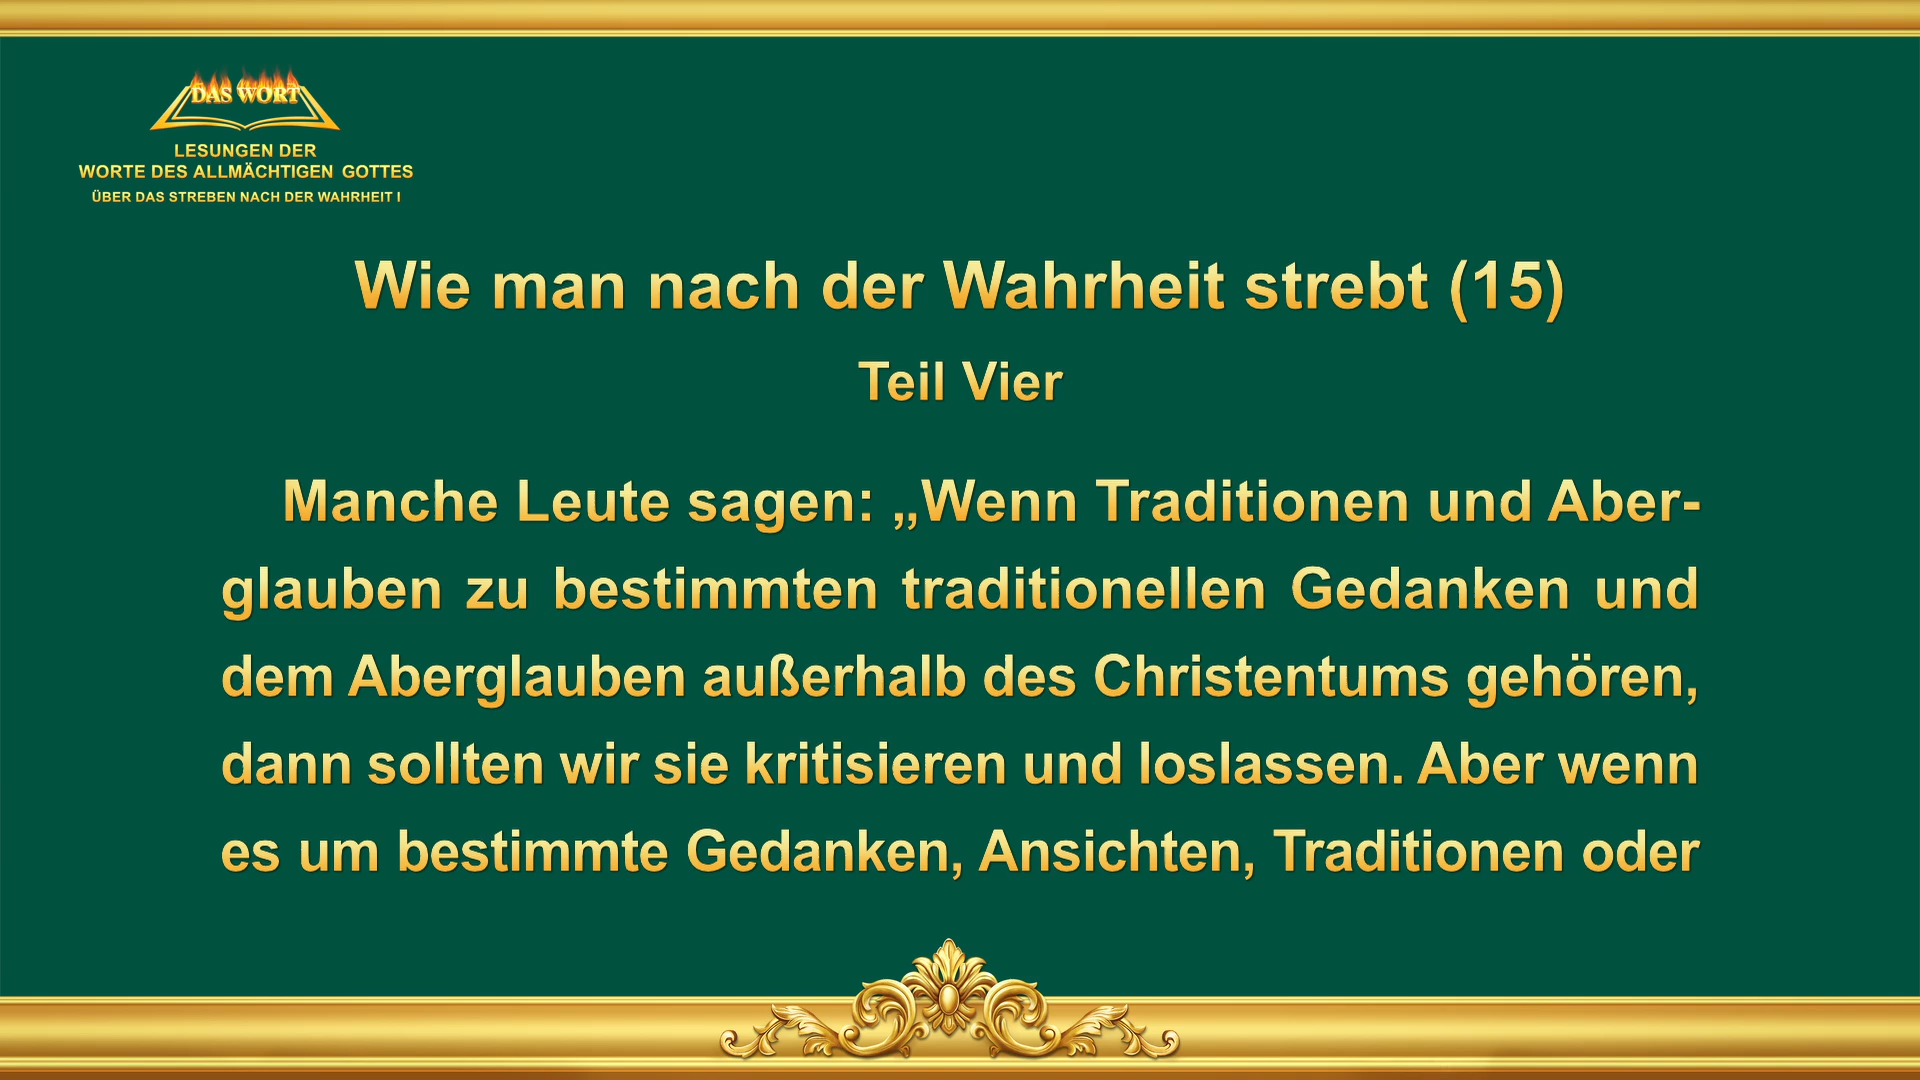 DAS WORT
LESUNGEN DER
WORTE DES ALLMÄCHTIGEN GOTTES
ÜBER DAS STREBEN NACH DER WAHRHEIT I
Wie man nach der Wahrheit strebt (15)
Teil Vier
Manche Leute sagen: „Wenn Traditionen und Aber-
glauben zu bestimmten traditionellen Gedanken und
dem Aberglauben außerhalb des Christentums gehören,
dann sollten wir sie kritisieren und loslassen. Aber wenn
es um bestimmte Gedanken, Ansichten, Traditionen oder